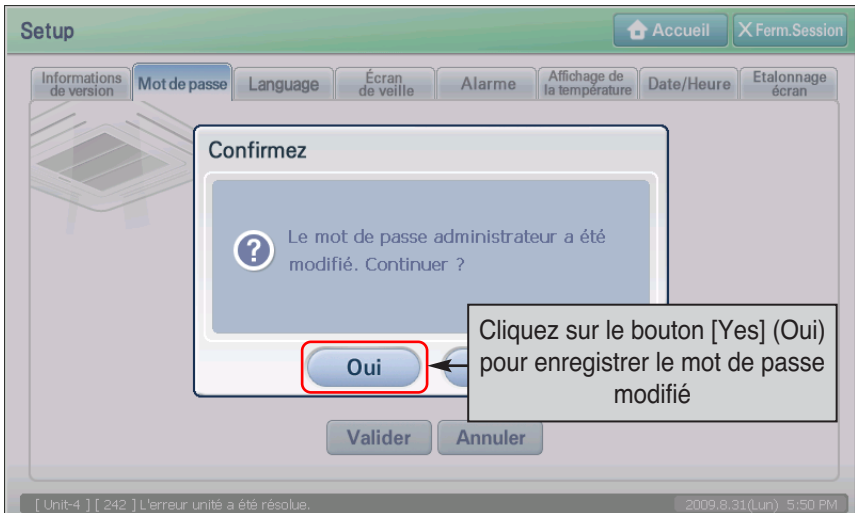 Setup
Accueil
X Ferm.Session
Informations
de version
Mot de passe
Language
Écran
de veille
Alarme
Affichage de
la température
Date/Heure
Etalonnage
écran
Confirmez
Le mot de passe administrateur a été
modifié. Continuer ?
Oui
Cliquez sur le bouton [Yes] (Oui)
pour enregistrer le mot de passe
modifié
Valider
Annuler
[ Unit-4 ] [ 242 ] L'erreur unité a été résolue.
2009.8.31(Lun) 5:50 PM